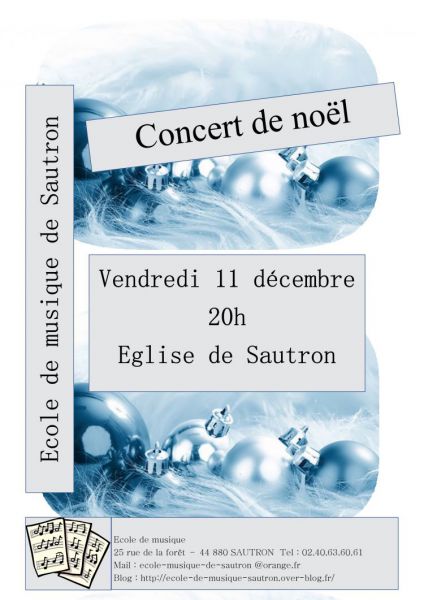 Concert de noël
Ecole de musique de Sautron
Vendredi 11 décembre
20h
Eglise de Sautron
Ecole de musique
25 rue de la forêt - 44 880 SAUTRON Tel : 02.40.63.60.61
Mail : ecole-musique-de-sautron @orange.fr
Blog : http://ecole-de-musique-sautron.over-blog.fr/